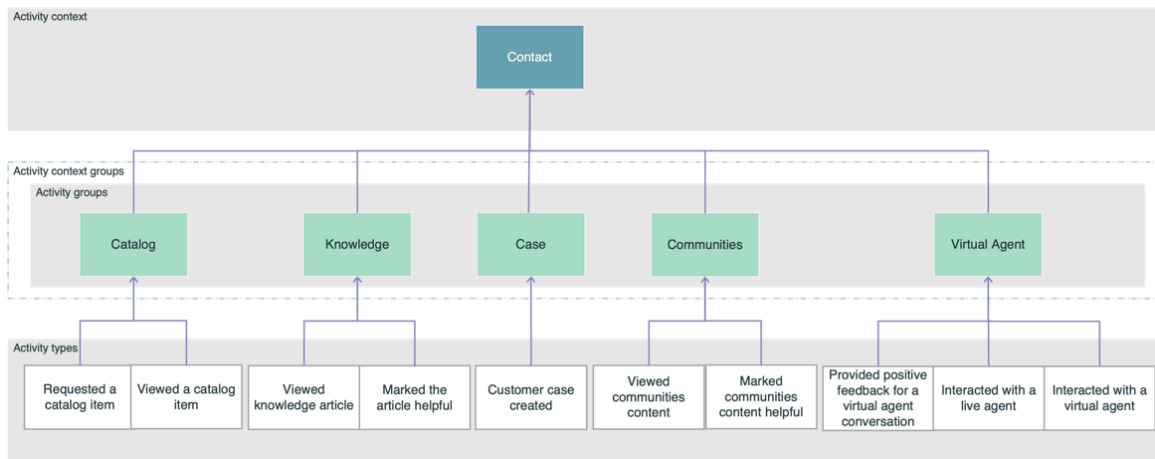 Activity context
Contact
Activity context groups
Activity groups
Catalog
Knowledge
Case
Communities
Virtual Agent
Activity types
Requested a
catalog item
Viewed a catalog
item
Viewed
knowledge article
Marked the
article helpful
Customer case
created
Viewed
communities
content
Marked
communities
content helpful
Provided positive
feedback for a
virtual agent
conversation
Interacted with a
live agent
Interacted with a
virtual agent